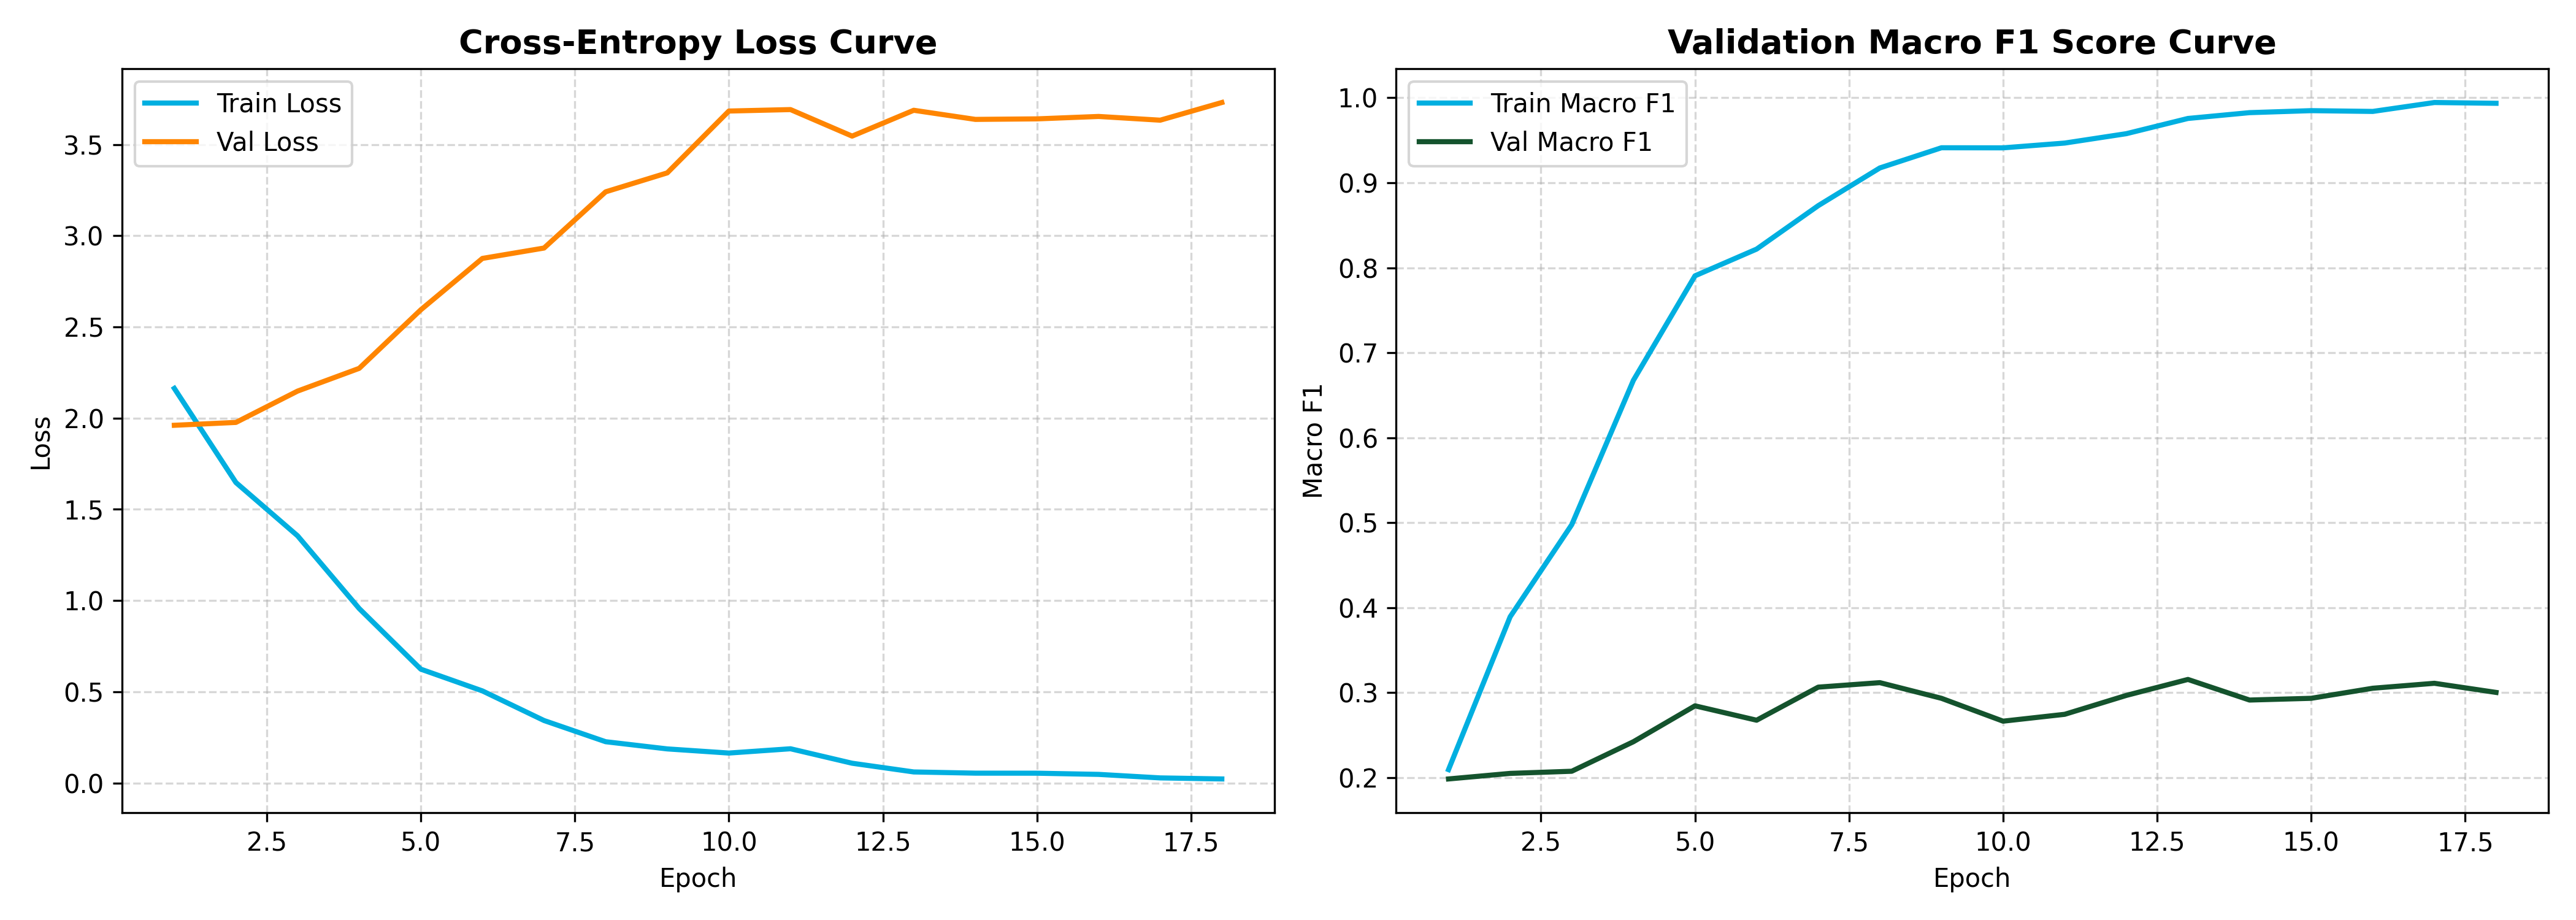 Cross-Entropy Loss Curve
Train Loss
Val Loss
3.5
3.0
2.5
2.0
1.5
1.0
0.5
0.0
Loss
2.5 5.0 7.5 10.0 12.5 15.0 17.5
Epoch
Validation Macro F1 Score Curve
Train Macro F1
Val Macro F1
1.0
0.9
0.8
0.7
0.6
0.5
0.4
0.3
0.2
Macro F1
2.5 5.0 7.5 10.0 12.5 15.0 17.5
Epoch